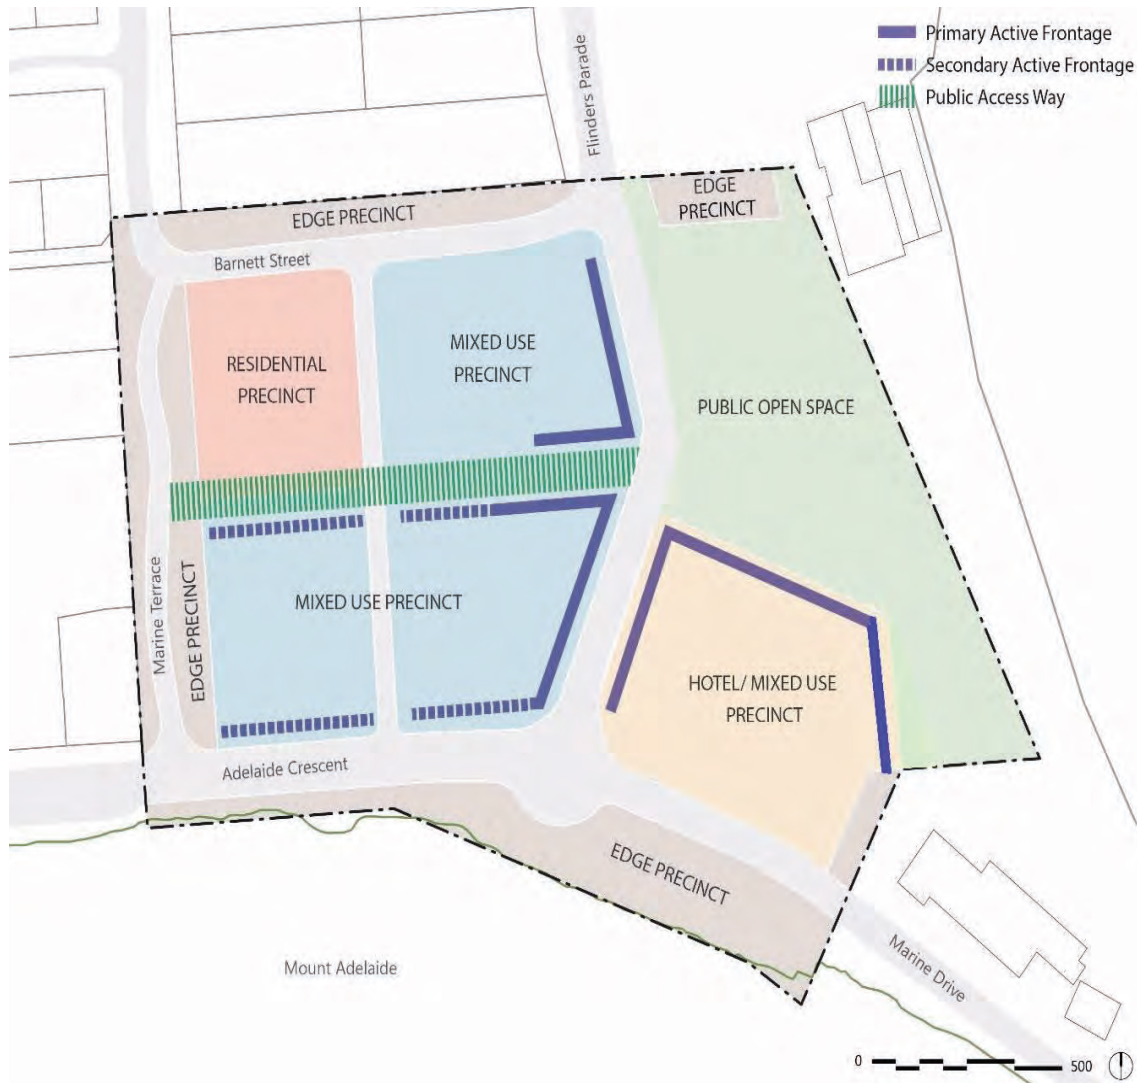 Primary Active Frontage
Secondary Active Frontage
Public Access Way
Flinders Parade
EDGE PRECINCT
EDGE
PRECINCT
Barnett Street
RESIDENTIAL
PRECINCT
MIXED USE
PRECINCT
PUBLIC OPEN SPACE
Marine Terrace
EDGE PRECINCT
MIXED USE PRECINCT
HOTEL/ MIXED USE
PRECINCT
Adelaide Crescent
EDGE PRECINCT
Mount Adelaide
Marine Drive
0
500